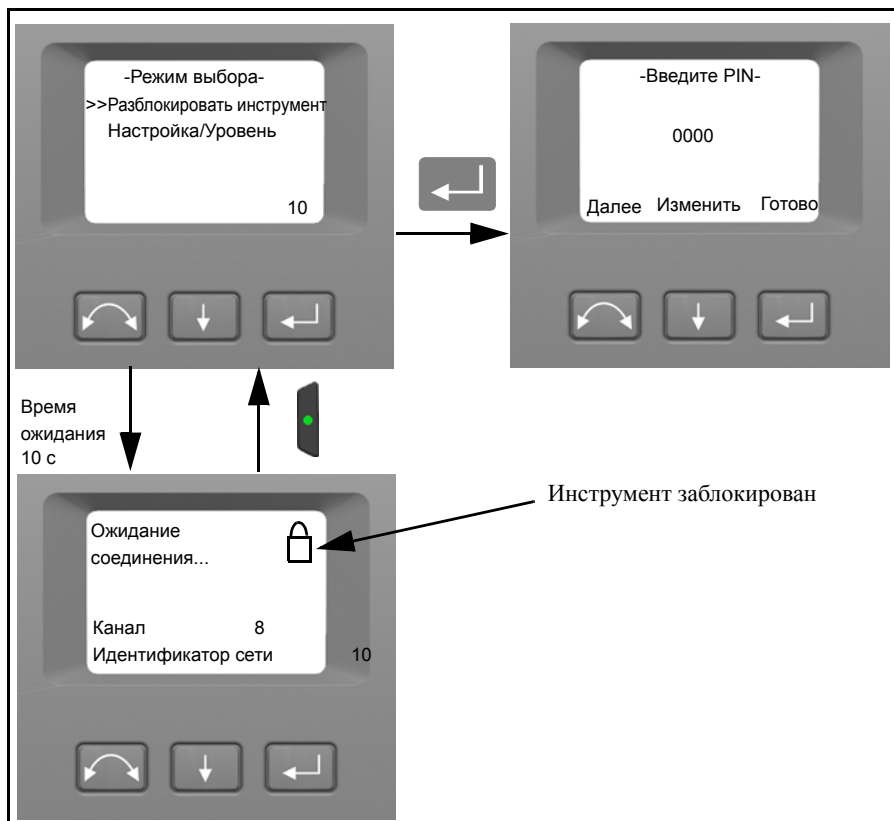 -Режим выбора-
>>Разблокировать инструмент
Настройка/Уровень
10
-Введите PIN-
0000
Далее Изменить Готово
Время
ожидания
10 с
Инструмент заблокирован
Ожидание
соединения...
Канал 8
Идентификатор сети 10